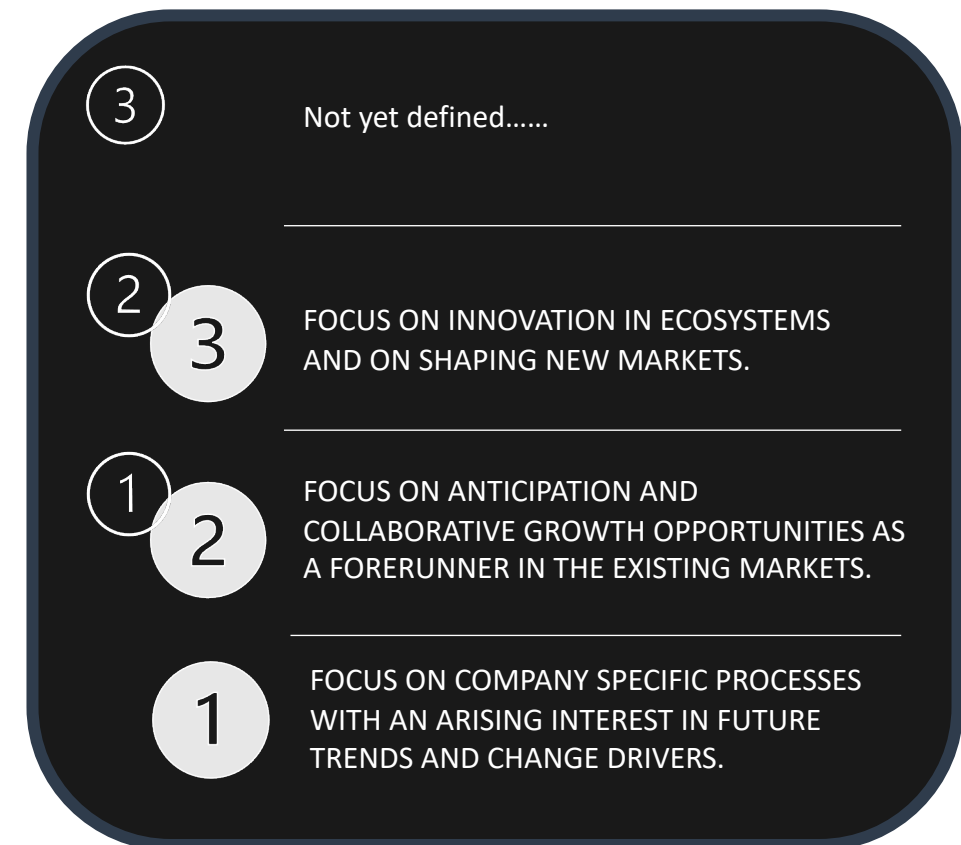 3
Not yet defined......
2
3
FOCUS ON INNOVATION IN ECOSYSTEMS
AND ON SHAPING NEW MARKETS.
1
2
FOCUS ON ANTICIPATION AND
COLLABORATIVE GROWTH OPPORTUNITIES AS
A FORERUNNER IN THE EXISTING MARKETS.
1
FOCUS ON COMPANY SPECIFIC PROCESSES
WITH AN ARISING INTEREST IN FUTURE
TRENDS AND CHANGE DRIVERS.